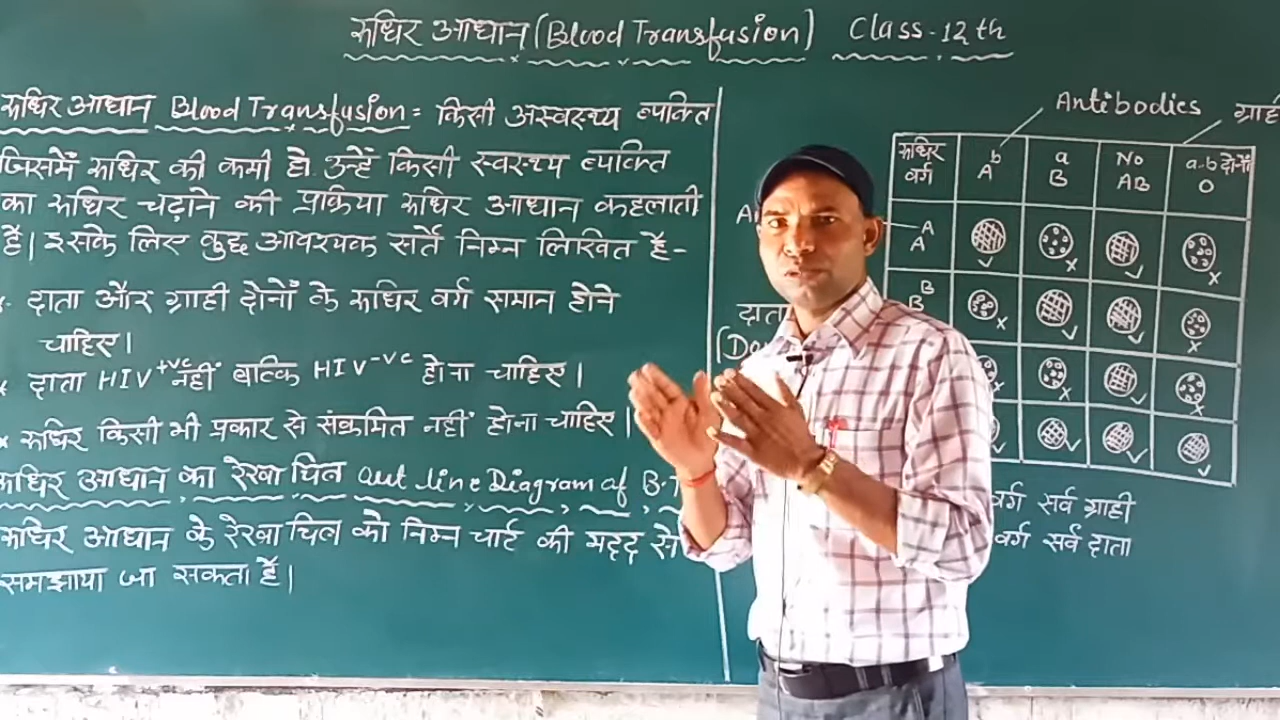 रुधिर आधान (Blood Transfusion) Class-12th
रुधिर आधान Blood Transfusion = किसी अस्वस्थ्य व्यक्ति
जिसमें रुधिर की कमी हो उन्हें किसी स्वस्थ्य व्यक्ति
का रुधिर चढ़ाने की प्रक्रिया रुधिर आधान कहलाती
हैं। इसके लिए कुछ आवश्यक सर्ते निम्न लिखित हैं-
दाता और ग्राही दोनों के रुधिर वर्ग समान होने
चाहिए।
* दाता HIV+ve नहीं बल्कि HIV-ve होना चाहिए।
* रुधिर किसी भी प्रकार से संक्रमित नहीं होना चाहिए।
रुधिर आधान का रेखा चित्र out line Diagram of B.T
रुधिर आधान के रेखा चित्र को निम्न चार्ट की मदद से
समझाया जा सकता हैं।
Antibodies ग्राही
रुधिर वर्ग b A a B No AB a.b दोनों O
A A ✓ x ✓ x
दाता B B x ✓ ✓ x
x x ✓ x
✓ ✓ ✓ ✓
वर्ग सर्व ग्राही
वर्ग सर्व दाता